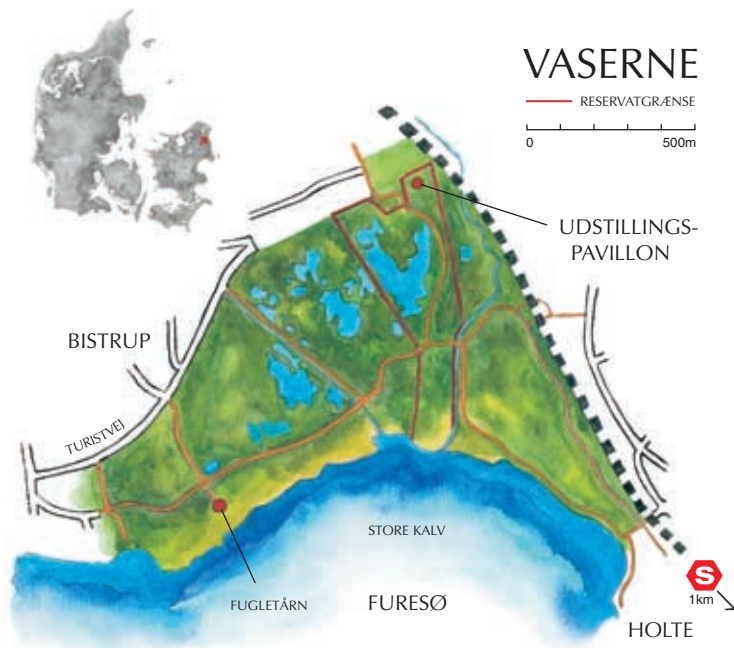 VASERNE
RESERVATGRÆNSE
0 500m
UDSTILLINGS-
PAVILLON
BISTRUP
TURISTVEJ
STORE KALV
FUGLETÅRN
FURESØ
S
1km
HOLTE